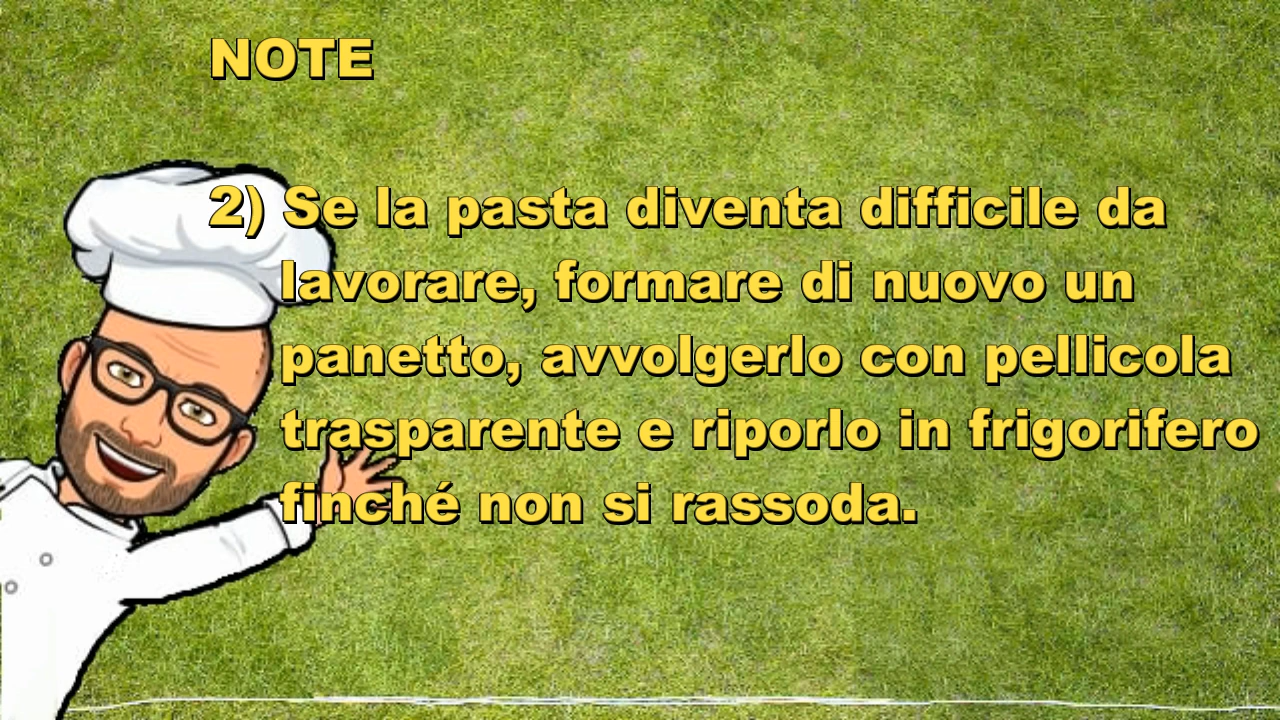 NOTE
2) Se la pasta diventa difficile da
lavorare, formare di nuovo un
panetto, avvolgerlo con pellicola
trasparente e riporlo in frigorifero
finché non si rassoda.